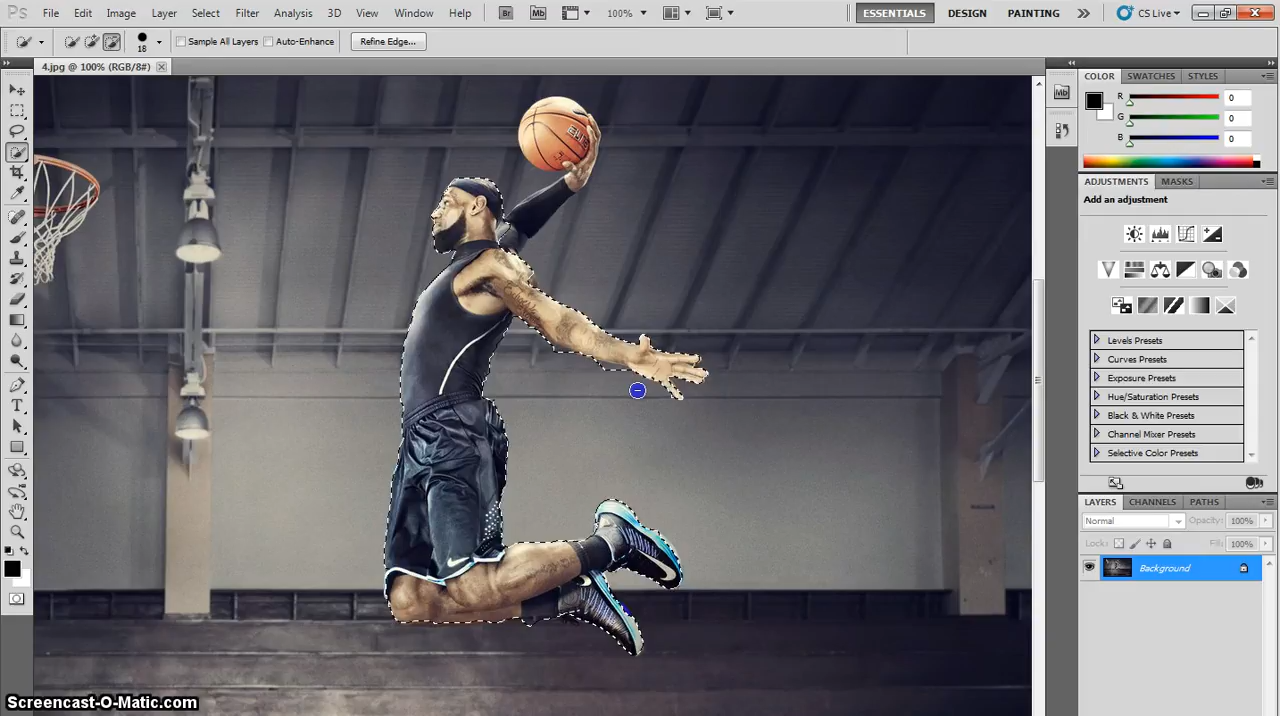 Ps File Edit Image Layer Select Filter Analysis 3D View Window Help Br Mb 100% ESSENTIALS DESIGN PAINTING CS Live
18 Sample All Layers Auto-Enhance Refine Edge...
4.jpg @ 100% (RGB/8#)
Mb
COLOR SWATCHES STYLES
R 0
G 0
B 0
ADJUSTMENTS MASKS
Add an adjustment
Levels Presets
Curves Presets
Exposure Presets
Hue/Saturation Presets
Black & White Presets
Channel Mixer Presets
Selective Color Presets
LAYERS CHANNELS PATHS
Normal Opacity: 100%
Lock: Fill: 100%
Background
T
Screencast-O-Matic.com